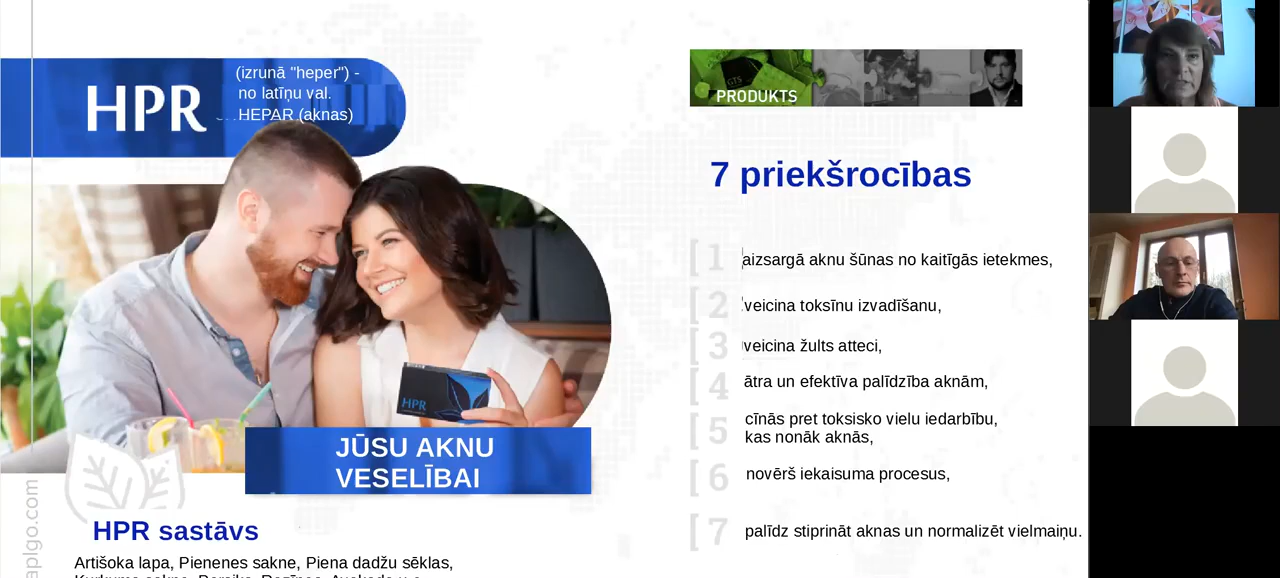 HPR
(izrunā "heper") -
no latīņu val.
HEPAR (aknas)
HPR
JŪSU AKNU
VESELĪBAI
HPR sastāvs
Artišoka lapa, Pienenes sakne, Piena dadžu sēklas,
aplgo.com
GTS
PRODUKTS
7 priekšrocības
[ 1 aizsargā aknu šūnas no kaitīgās ietekmes,
[ 2 veicina toksīnu izvadīšanu,
[ 3 veicina žults atteci,
[ 4 ātra un efektīva palīdzība aknām,
[ 5 cīnās pret toksisko vielu iedarbību,
kas nonāk aknās,
[ 6 novērš iekaisuma procesus,
[ 7 palīdz stiprināt aknas un normalizēt vielmaiņu.